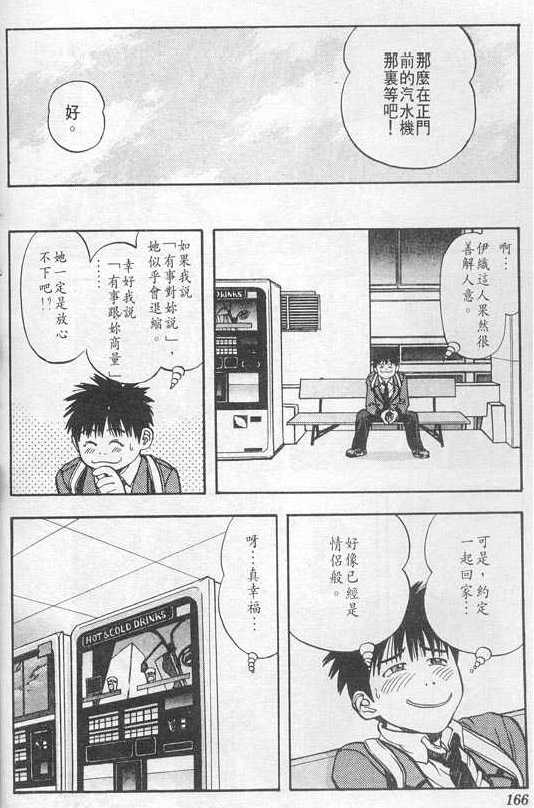 那麼在正門
前的汽水機
那裏等吧！
好。
啊…
伊織這人果然很
善解人意。
DRINKS
如果我說
「有事對妳說」，
她似乎會退縮。
幸好我說
「有事跟妳商量」
……
她一定是放心
不下吧！？
可是，約定
一起回家…
好像已經是
情侶般。
呀…真幸福…
HOT & COLD DRINKS
166